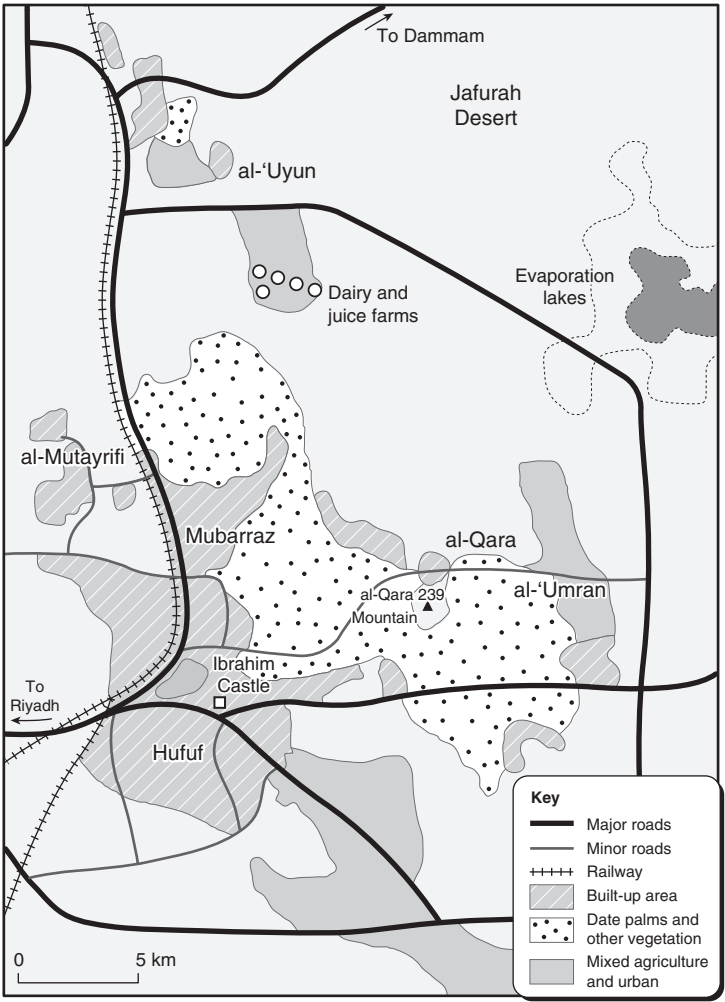 To Dammam
Jafurah
Desert
al-‘Uyun
Evaporation
lakes
Dairy and
juice farms
al-Mutayrifi
Mubarraz
al-Qara
al-Qara 239
Mountain
al-‘Umran
Ibrahim
Castle
To
Riyadh
Hufuf
Key
Major roads
Minor roads
Railway
Built-up area
Date palms and
other vegetation
Mixed agriculture
and urban
0 5 km